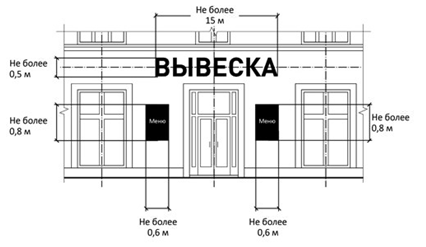 Не более
15 м
Не более
0,5 м
ВЫВЕСКА
Не более
0,8 м
Меню
Меню
Не более
0,8 м
Не более
0,6 м
Не более
0,6 м